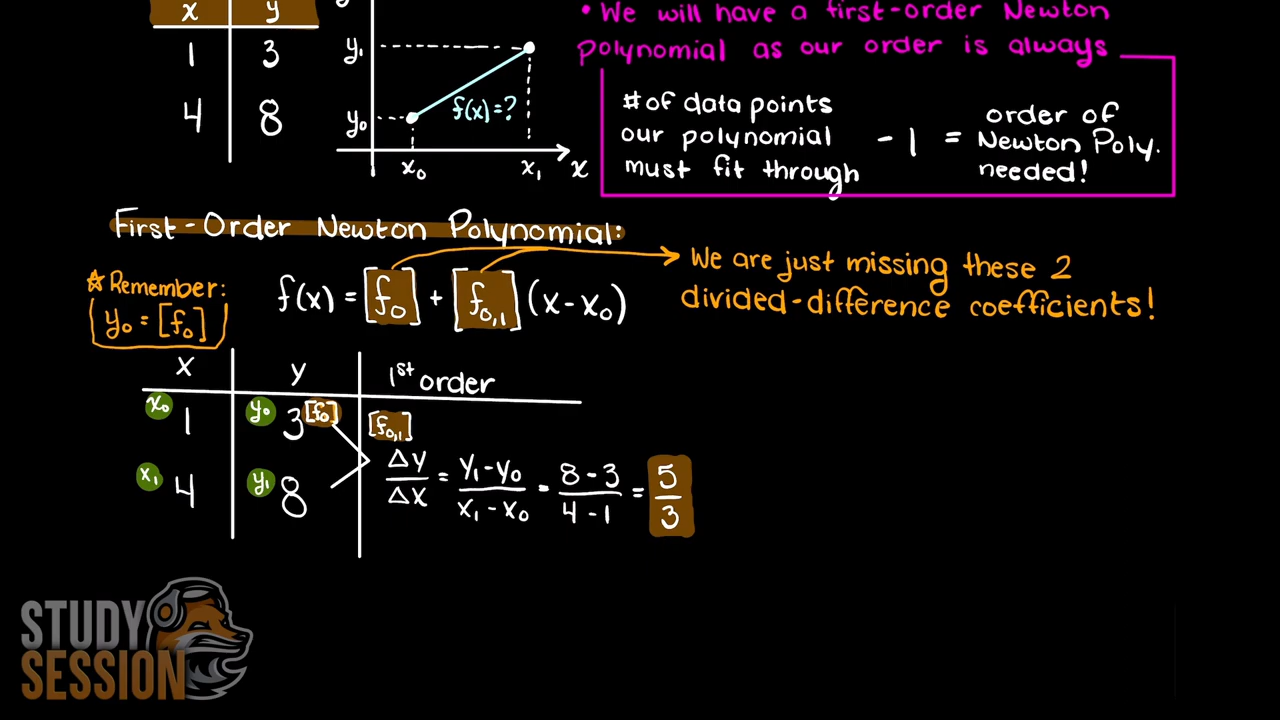 x y
• We will have a first-order Newton
polynomial as our order is always
1 3
4 8
y₁
y₀
f(x)=?
x₀ x₁ x
# of data points
our polynomial
must fit through
- 1 =
order of
Newton Poly.
needed!
First-Order Newton Polynomial:
We are just missing these 2
divided-difference coefficients!
☆ Remember:
y₀ = [f₀]
f(x) = [f₀] + [f₀,₁] (x - x₀)
x y 1st order
x₀ 1 y₀ 3 [f₀] [f₀,₁]
x₁ 4 y₁ 8
Δy/Δx = y₁-y₀/x₁-x₀ = 8-3/4-1 = 5/3
STUDY
SESSION